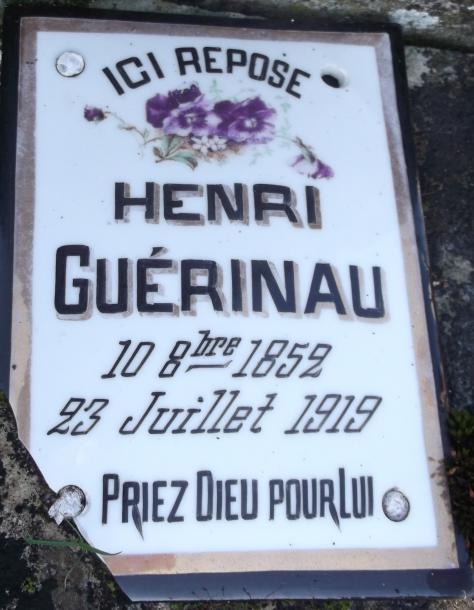 ICI REPOSE
HENRI
GUÉRINAU
10 8bre 1852
23 Juillet 1919
PRIEZ DIEU POUR LUI